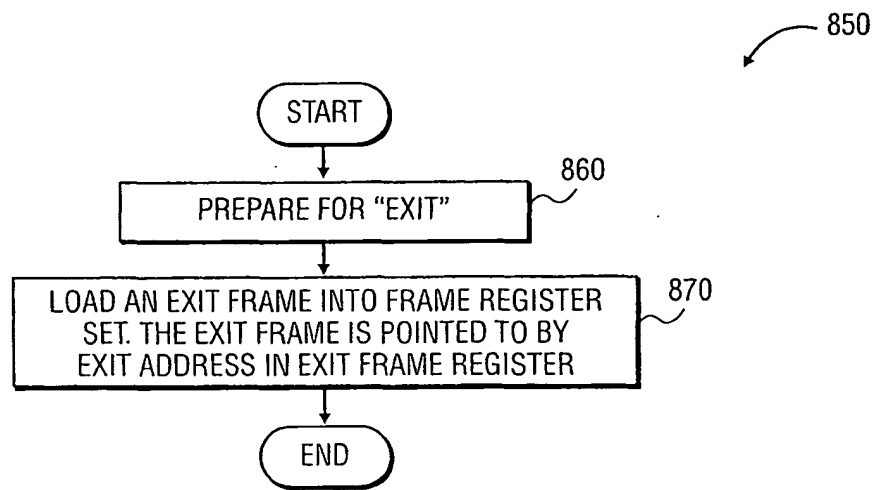 850
START
860
PREPARE FOR “EXIT”
870
LOAD AN EXIT FRAME INTO FRAME REGISTER
SET. THE EXIT FRAME IS POINTED TO BY
EXIT ADDRESS IN EXIT FRAME REGISTER
END